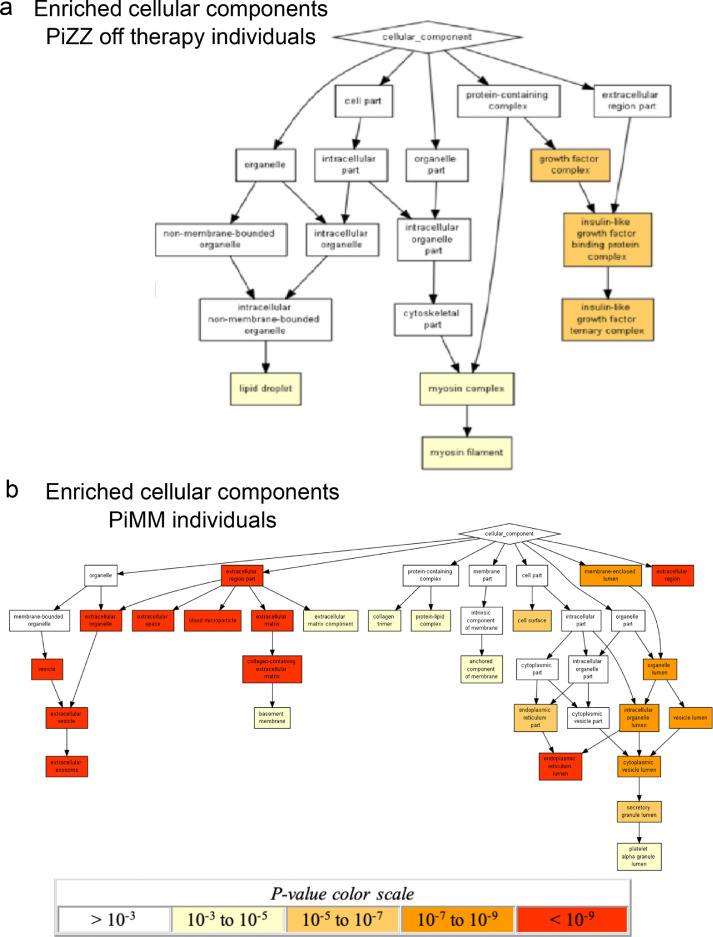 a Enriched cellular components
PiZZ off therapy individuals
cellular_component
cell part
protein-containing
complex
extracellular
region part
organelle
intracellular
part
organelle
part
growth factor
complex
non-membrane-bounded
organelle
intracellular
organelle
intracellular
organelle
part
insulin-like
growth factor
binding protein
complex
intracellular
non-membrane-bounded
organelle
cytoskeletal
part
insulin-like
growth factor
ternary complex
lipid droplet
myosin complex
myosin filament
b Enriched cellular components
PiMM individuals
cellular_component
organelle
extracellular
region part
protein-containing
complex
membrane
part
cell part
membrane-enclosed
lumen
extracellular
region
membrane-bounded
organelle
extracellular
organelle
extracellular
space
blood microparticle
extracellular
matrix
extracellular
matrix component
collagen
trimer
protein-lipid
complex
intrinsic
component
of membrane
cell surface
intracellular
part
organelle
part
vesicle
collagen-containing
extracellular
matrix
anchored
component
of membrane
cytoplasmic
part
intracellular
organelle
part
organelle
lumen
extracellular
vesicle
basement
membrane
endoplasmic
reticulum
part
cytoplasmic
vesicle part
intracellular
organelle
lumen
vesicle lumen
extracellular
exosome
endoplasmic
reticulum
lumen
cytoplasmic
vesicle lumen
secretory
granule lumen
platelet
alpha granule
lumen
P-value color scale
> 10⁻³ 10⁻³ to 10⁻⁵ 10⁻⁵ to 10⁻⁷ 10⁻⁷ to 10⁻⁹ < 10⁻⁹